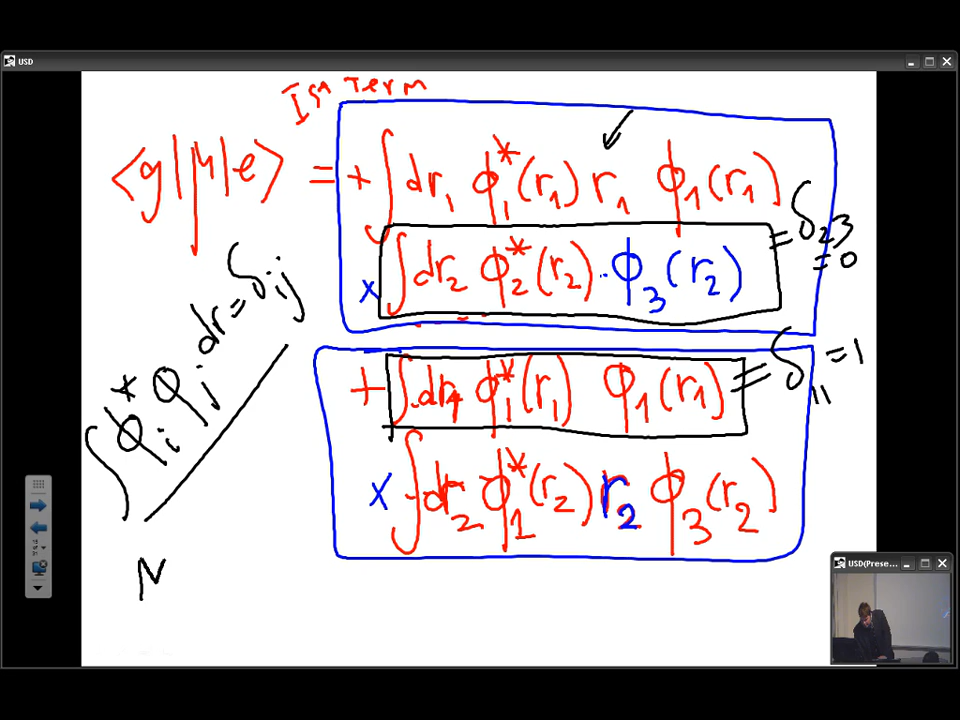 USD
Ist Term
⟨g|μ|e⟩ = + ∫ dr₁ ϕ₁*(r₁) r₁ ϕ₁(r₁)
× ∫ dr₂ ϕ₂*(r₂) · ϕ₃(r₂) = δ₂₃
= 0
+ ∫ dr₁ ϕ₁*(r₁) ϕ₁(r₁) = δ₁₁ = 1
× ∫ dr₂ ϕ₁*(r₂) r₂ ϕ₃(r₂)
∫ ϕᵢ* ϕⱼ dr = δᵢⱼ
N
USD(Prese...